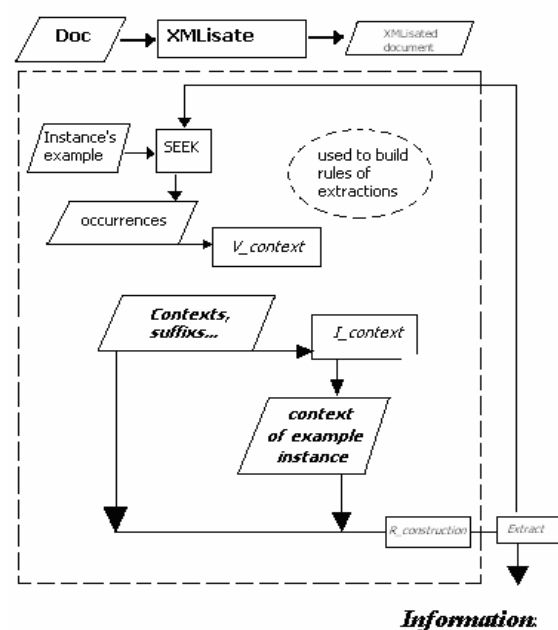 Doc
XMLisate
XMLisated
document
Instance's
example
SEEK
used to build
rules of
extractions
occurrences
V_context
Contexts,
suffixs...
I_context
context
of example
instance
R_construction
Extract
Information: